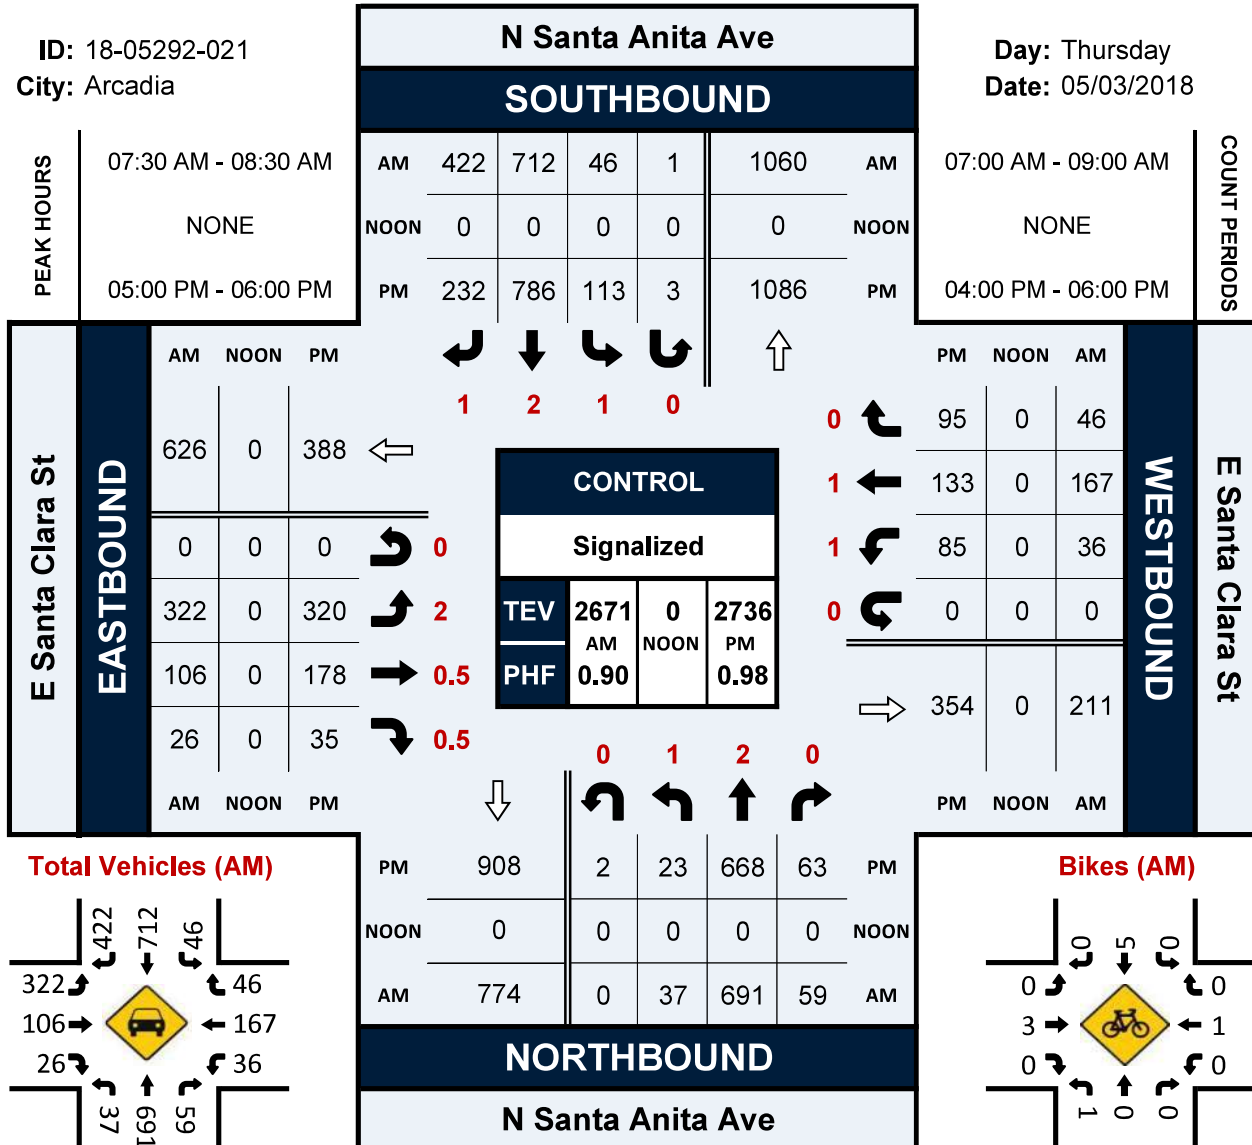 N Santa Anita Ave
ID: 18-05292-021
City: Arcadia
Day: Thursday
Date: 05/03/2018
SOUTHBOUND
PEAK HOURS
07:30 AM - 08:30 AM
NONE
05:00 PM - 06:00 PM
AM 422 712 46 1 1060 AM
NOON 0 0 0 0 0 NOON
PM 232 786 113 3 1086 PM
07:00 AM - 09:00 AM
NONE
04:00 PM - 06:00 PM
COUNT PERIODS
1 2 1 0
E Santa Clara St
EASTBOUND
AM NOON PM
626 0 388
0 0 0 0
322 0 320 2
106 0 178 0.5
26 0 35 0.5
AM NOON PM
CONTROL
Signalized
TEV 2671 0 2736
AM NOON PM
PHF 0.90 0.98
PM NOON AM
0 95 0 46
1 133 0 167
1 85 0 36
0 0 0 0
354 0 211
PM NOON AM
WESTBOUND
E Santa Clara St
0 1 2 0
PM 908 2 23 668 63 PM
NOON 0 0 0 0 0 NOON
AM 774 0 37 691 59 AM
NORTHBOUND
N Santa Anita Ave
Total Vehicles (AM)
422 712 46
322 46
106 167
26 36
37 691 59
Bikes (AM)
0 5 0
0 0
3 1
0 0
1 0 0